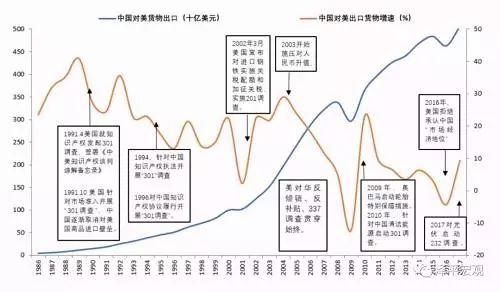 中国对美货物出口（十亿美元）
中国对美出口货物增速（%）
500
450
400
350
300
250
200
150
100
50
0
50
40
30
20
10
0
-10
-20
2002年3月
美国宣布
对进口钢
铁实施关
税配额和
加征关税，
实施201调
查。
2003开始
施压对人
民币升值。
1991.4美国就知
识产权发起301
调查，签署《中
美知识产权谈判
谅解备忘录》
1991.10 美国针
对市场准入开展
“301调查”，中
国逐渐取消对美
国商品进口壁垒。
1994，针对中国
知识产权执法开
展“301”调查。
1996对中国知识
产权协议履行开
展“301”调查。
美对华反
倾销、反
补贴、337
调查贯穿
始终。
2009年，奥
巴马启动轮胎
特别保障措施。
2010年，针
对中国清洁能
源启动301调查。
2016年，
美国拒绝
承认中国
“市场经
济地位”
2017对光
伏启动
232调查。
1986
1987
1988
1989
1990
1991
1992
1993
1994
1995
1996
1997
1998
1999
2000
2001
2002
2003
2004
2005
2006
2007
2008
2009
2010
2011
2012
2013
2014
2015
2016
2017
宏观